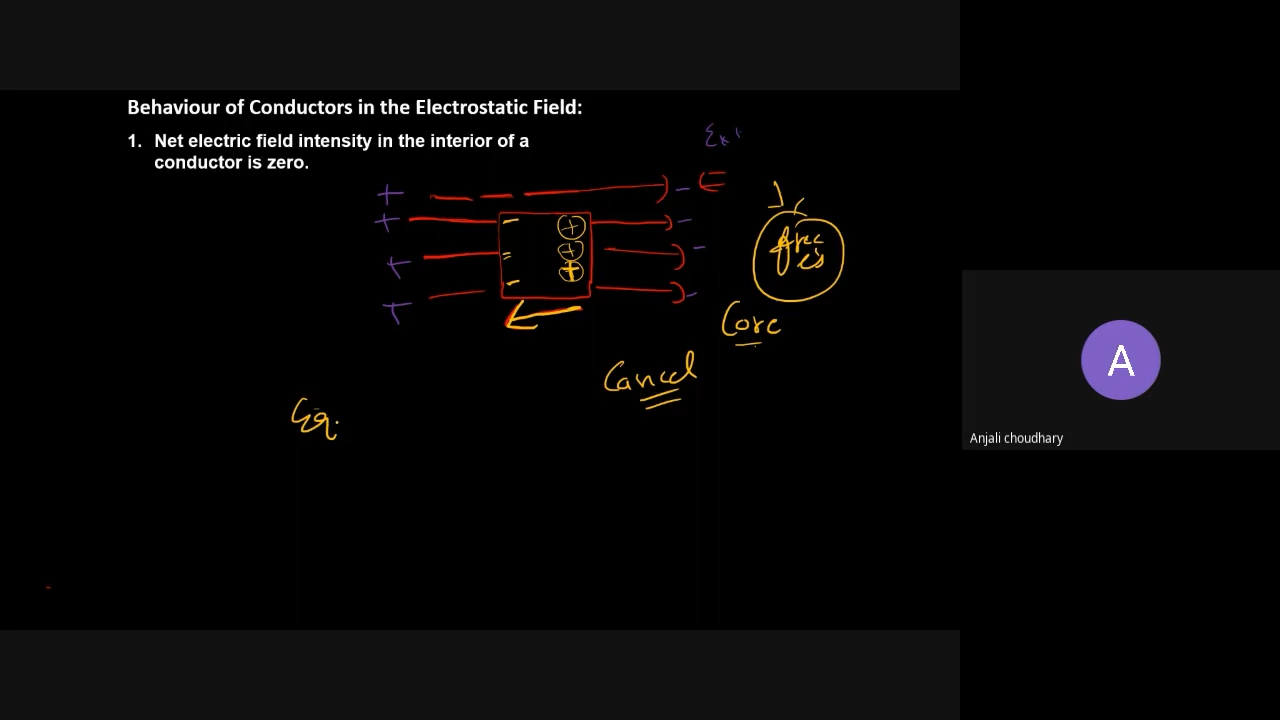 Behaviour of Conductors in the Electrostatic Field:
1. Net electric field intensity in the interior of a
conductor is zero.
+ -
+ - + -
+ = + -
+ - + -
free
Core
Cancel
A
Anjali choudhary